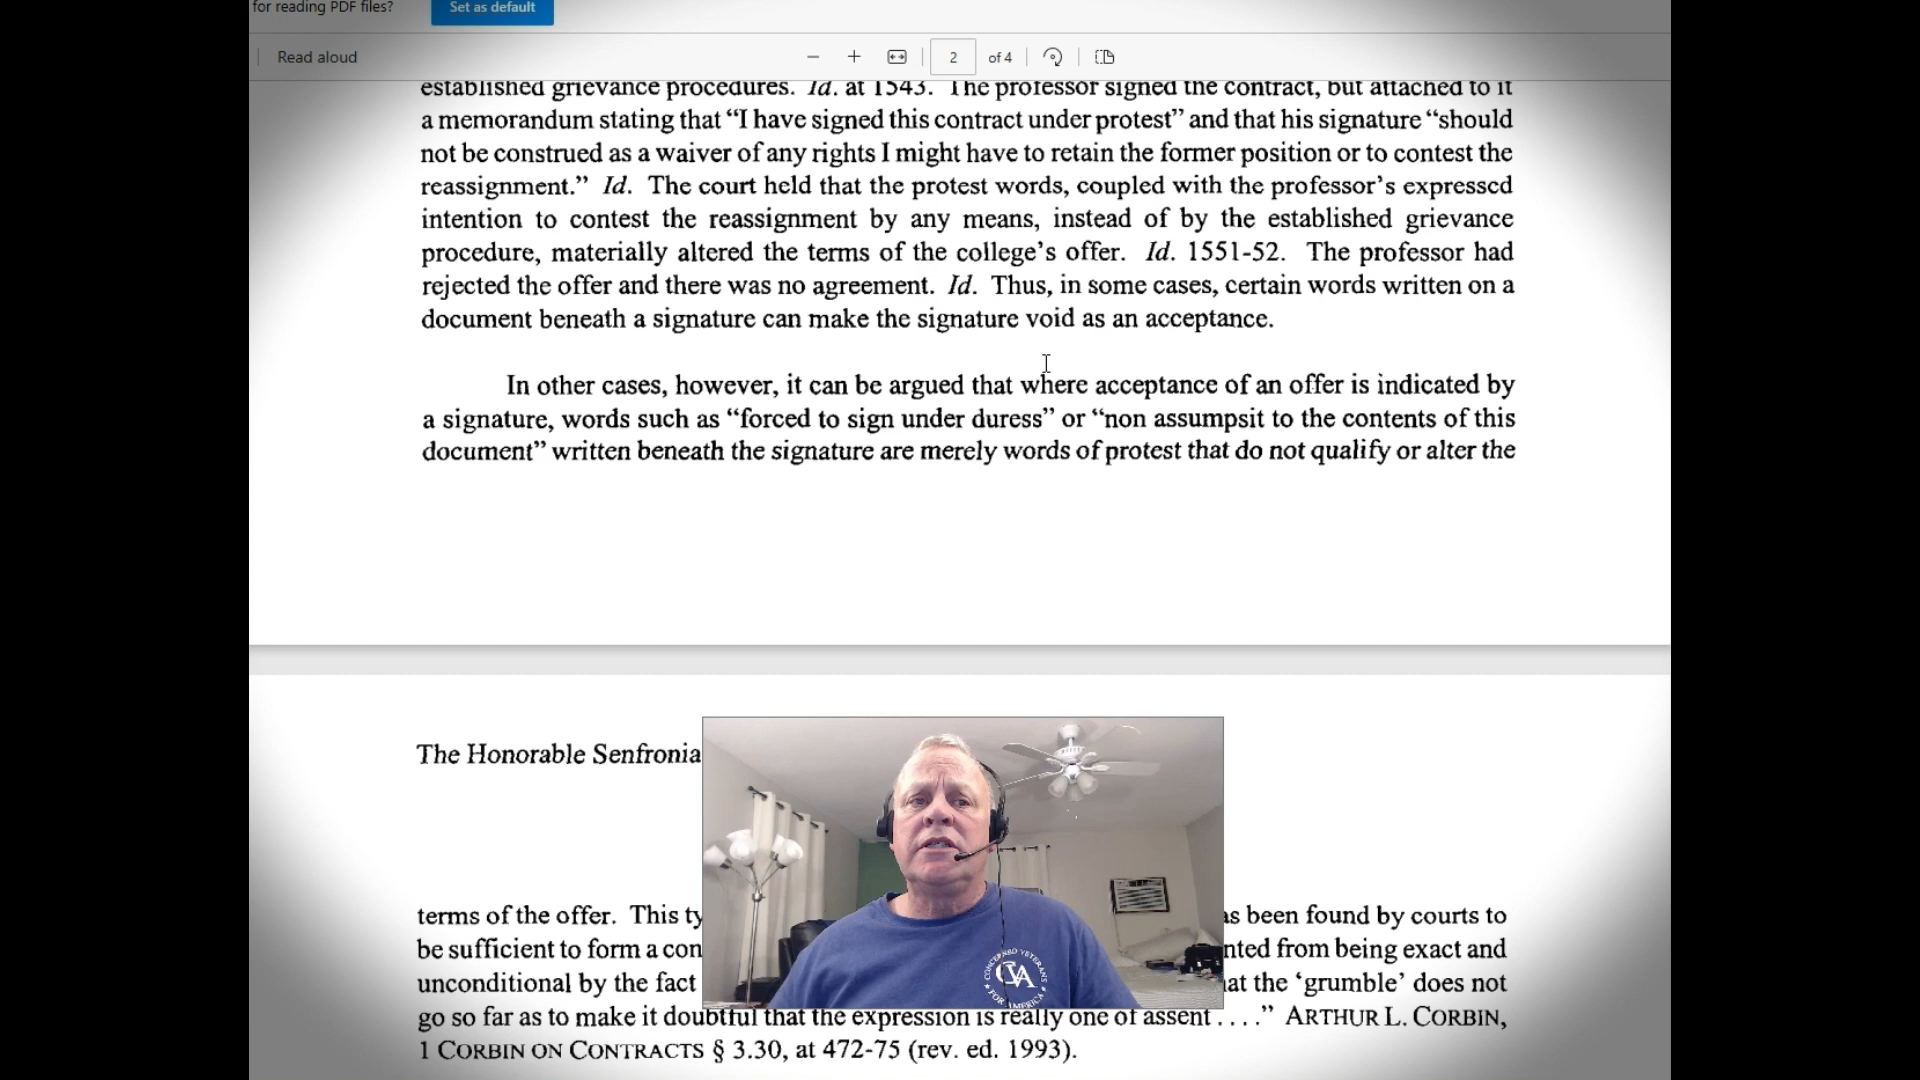 for reading PDF files?
Set as default
Read aloud
2 of 4
established grievance procedures. Id. at 1543. The professor signed the contract, but attached to it
a memorandum stating that “I have signed this contract under protest” and that his signature “should
not be construed as a waiver of any rights I might have to retain the former position or to contest the
reassignment.” Id. The court held that the protest words, coupled with the professor’s expressed
intention to contest the reassignment by any means, instead of by the established grievance
procedure, materially altered the terms of the college’s offer. Id. 1551-52. The professor had
rejected the offer and there was no agreement. Id. Thus, in some cases, certain words written on a
document beneath a signature can make the signature void as an acceptance.
In other cases, however, it can be argued that where acceptance of an offer is indicated by
a signature, words such as “forced to sign under duress” or “non assumpsit to the contents of this
document” written beneath the signature are merely words of protest that do not qualify or alter the
The Honorable Senfronia
terms of the offer. This ty as been found by courts to
be sufficient to form a con nted from being exact and
unconditional by the fact at the ‘grumble’ does not
go so far as to make it doubtful that the expression is really one of assent . . . .” ARTHUR L. CORBIN,
1 CORBIN ON CONTRACTS § 3.30, at 472-75 (rev. ed. 1993).
CONCERNED VETERANS
CVA
FOR AMERICA